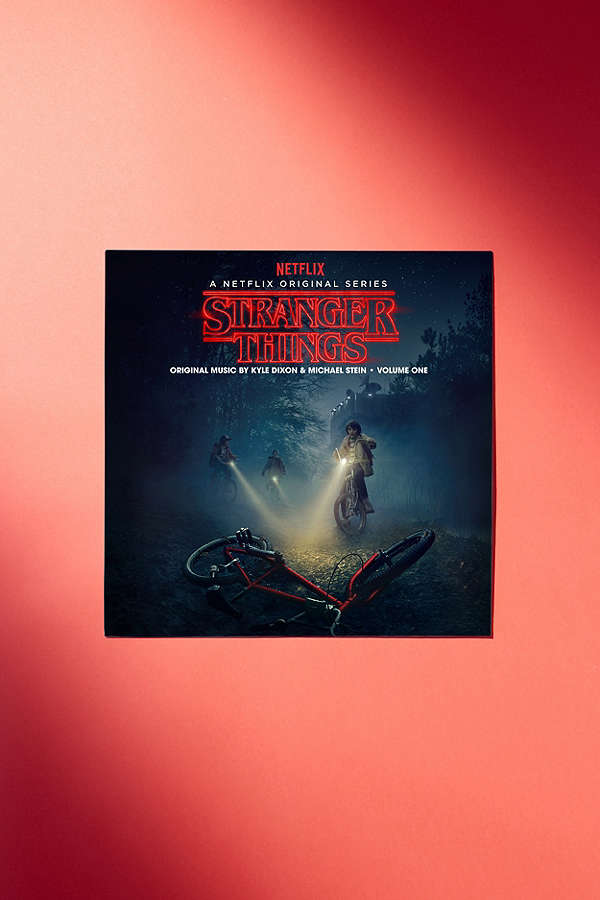 NETFLIX
A NETFLIX ORIGINAL SERIES
STRANGER
THINGS
ORIGINAL MUSIC BY KYLE DIXON & MICHAEL STEIN • VOLUME ONE